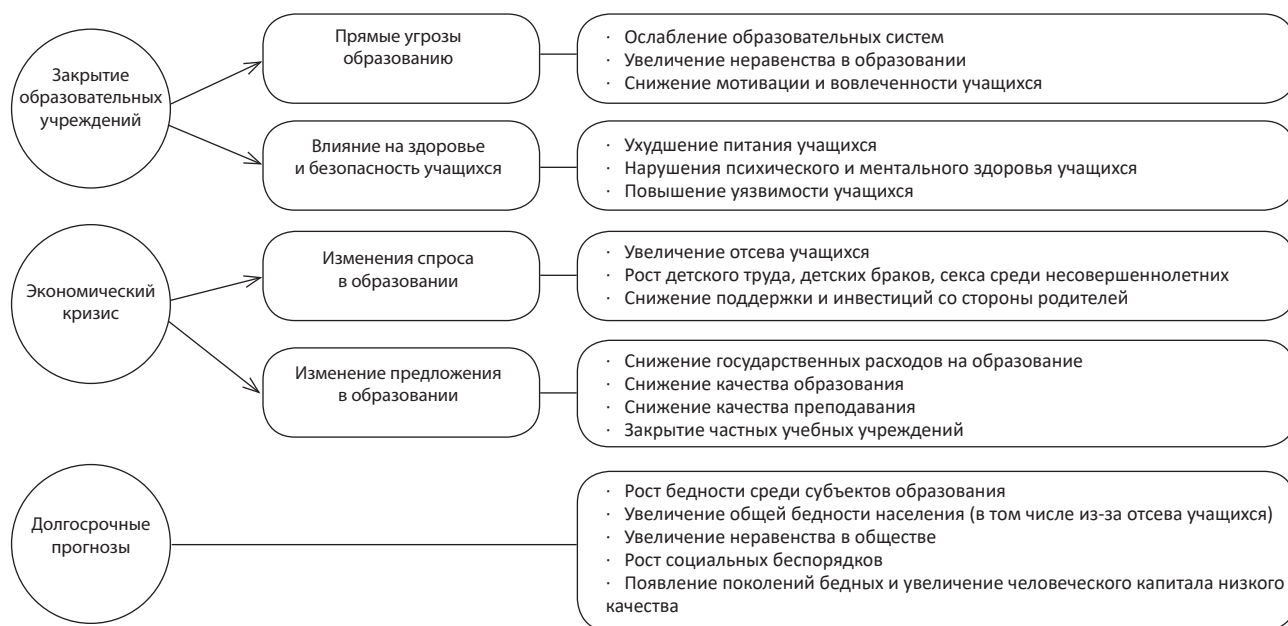 Закрытие
образовательных
учреждений
Прямые угрозы
образованию
· Ослабление образовательных систем
· Увеличение неравенства в образовании
· Снижение мотивации и вовлеченности учащихся
Влияние на здоровье
и безопасность учащихся
· Ухудшение питания учащихся
· Нарушения психического и ментального здоровья учащихся
· Повышение уязвимости учащихся
Экономический
кризис
Изменения спроса
в образовании
· Увеличение отсева учащихся
· Рост детского труда, детских браков, секса среди несовершеннолетних
· Снижение поддержки и инвестиций со стороны родителей
Изменение предложения
в образовании
· Снижение государственных расходов на образование
· Снижение качества образования
· Снижение качества преподавания
· Закрытие частных учебных учреждений
Долгосрочные
прогнозы
· Рост бедности среди субъектов образования
· Увеличение общей бедности населения (в том числе из-за отсева учащихся)
· Увеличение неравенства в обществе
· Рост социальных беспорядков
· Появление поколений бедных и увеличение человеческого капитала низкого
качества